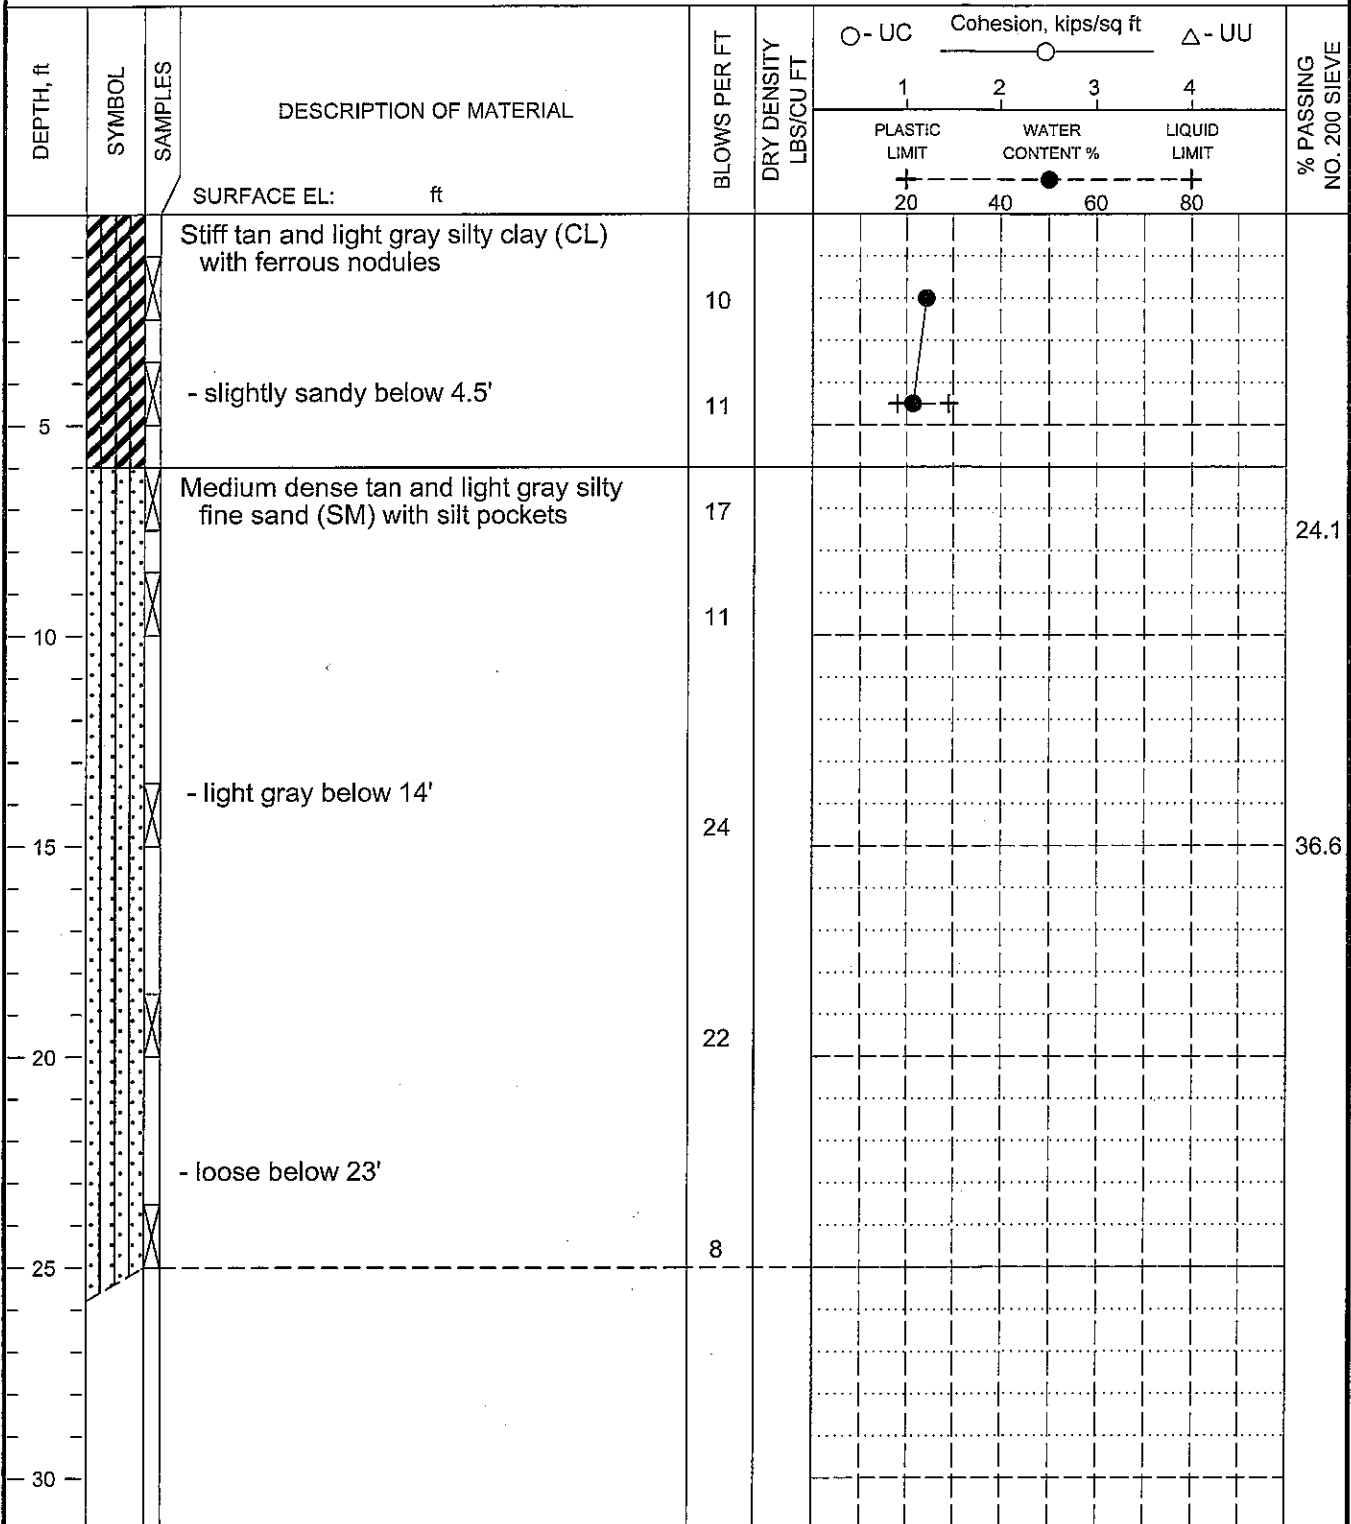 DEPTH, ft
SYMBOL
SAMPLES
DESCRIPTION OF MATERIAL
SURFACE EL: ft
BLOWS PER FT
DRY DENSITY
LBS/CU FT
○ - UC
Cohesion, kips/sq ft
△ - UU
1 2 3 4
PLASTIC
LIMIT
WATER
CONTENT %
LIQUID
LIMIT
20 40 60 80
% PASSING
NO. 200 SIEVE
Stiff tan and light gray silty clay (CL)
with ferrous nodules
10
- slightly sandy below 4.5'
11
5
Medium dense tan and light gray silty
fine sand (SM) with silt pockets
17
24.1
11
10
- light gray below 14'
24
15
36.6
22
20
- loose below 23'
8
25
30